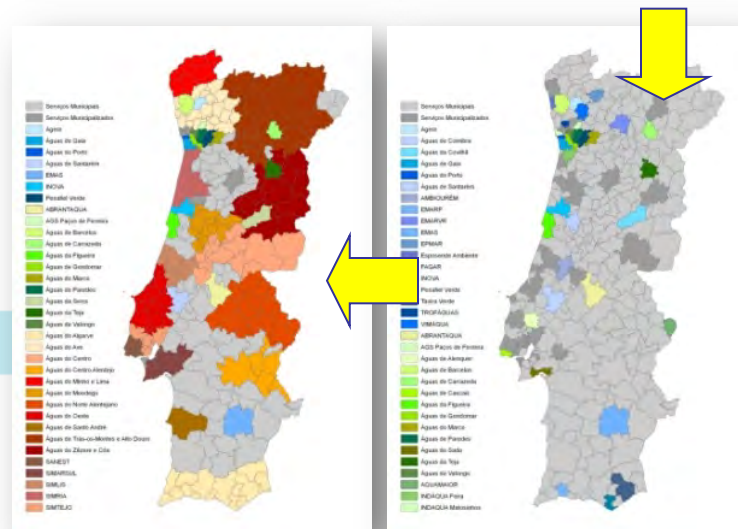 Serviços Municipais
Serviços Municipalizados
Agere
Águas de Gaia
Águas do Porto
Águas de Santarém
EMAS
INOVA
Penafiel Verde
ABRANTAQUA
AGS Paços de Ferreira
Águas de Barcelos
Águas de Carrazeda
Águas da Figueira
Águas de Gondomar
Águas do Marco
Águas de Paredes
Águas da Serra
Águas da Teja
Águas de Valongo
Águas do Algarve
Águas do Ave
Águas do Centro
Águas do Centro Alentejo
Águas do Minho e Lima
Águas do Mondego
Águas do Norte Alentejano
Águas do Oeste
Águas de Santo André
Águas de Trás-os-Montes e Alto Douro
Águas do Zêzere e Côa
SANEST
SIMARSUL
SIMLIS
SIMRIA
SIMTEJO
Serviços Municipais
Serviços Municipalizados
Agere
Águas de Coimbra
Águas da Covilhã
Águas de Gaia
Águas do Porto
Águas de Santarém
AMBIOURÉM
EMARP
EMARVR
EMAS
EPMAR
Esposende Ambiente
FAGAR
INOVA
Penafiel Verde
Tavira Verde
TROFÁGUAS
VIMÁGUA
ABRANTAQUA
AGS Paços de Ferreira
Águas de Alenquer
Águas de Barcelos
Águas de Carrazeda
Águas de Cascais
Águas da Figueira
Águas de Gondomar
Águas do Marco
Águas de Paredes
Águas do Sado
Águas da Teja
Águas de Valongo
AQUAMAIOR
INDAQUA Feira
INDAQUA Matosinhos